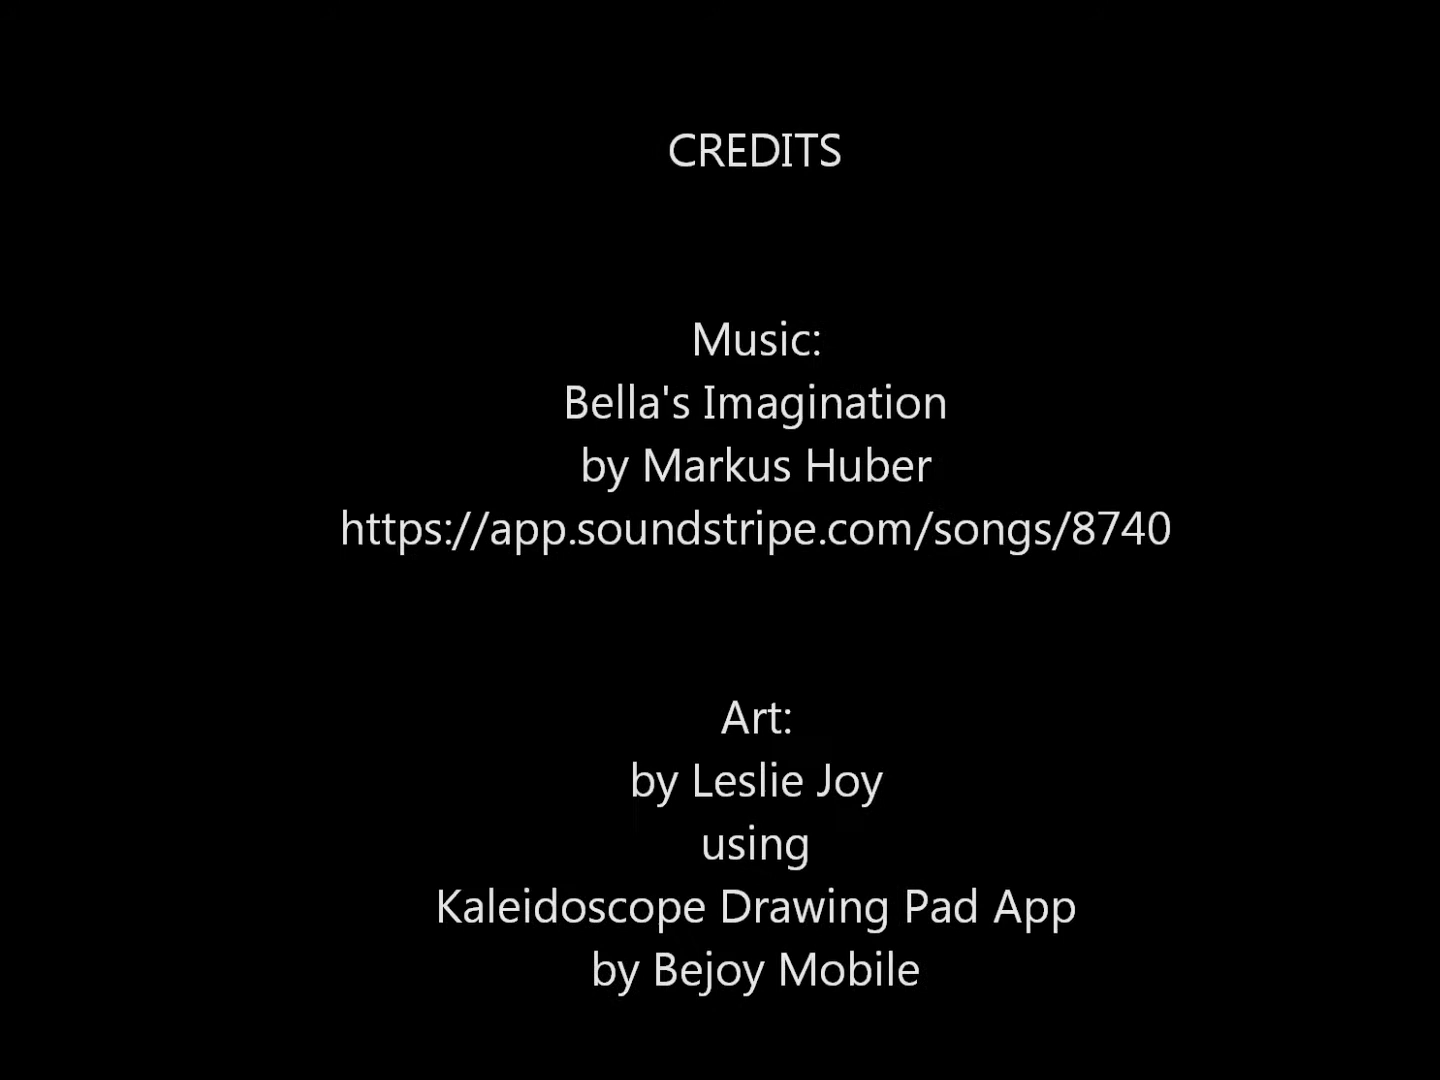 CREDITS
Music:
Bella's Imagination
by Markus Huber
https://app.soundstripe.com/songs/8740
Art:
by Leslie Joy
using
Kaleidoscope Drawing Pad App
by Bejoy Mobile